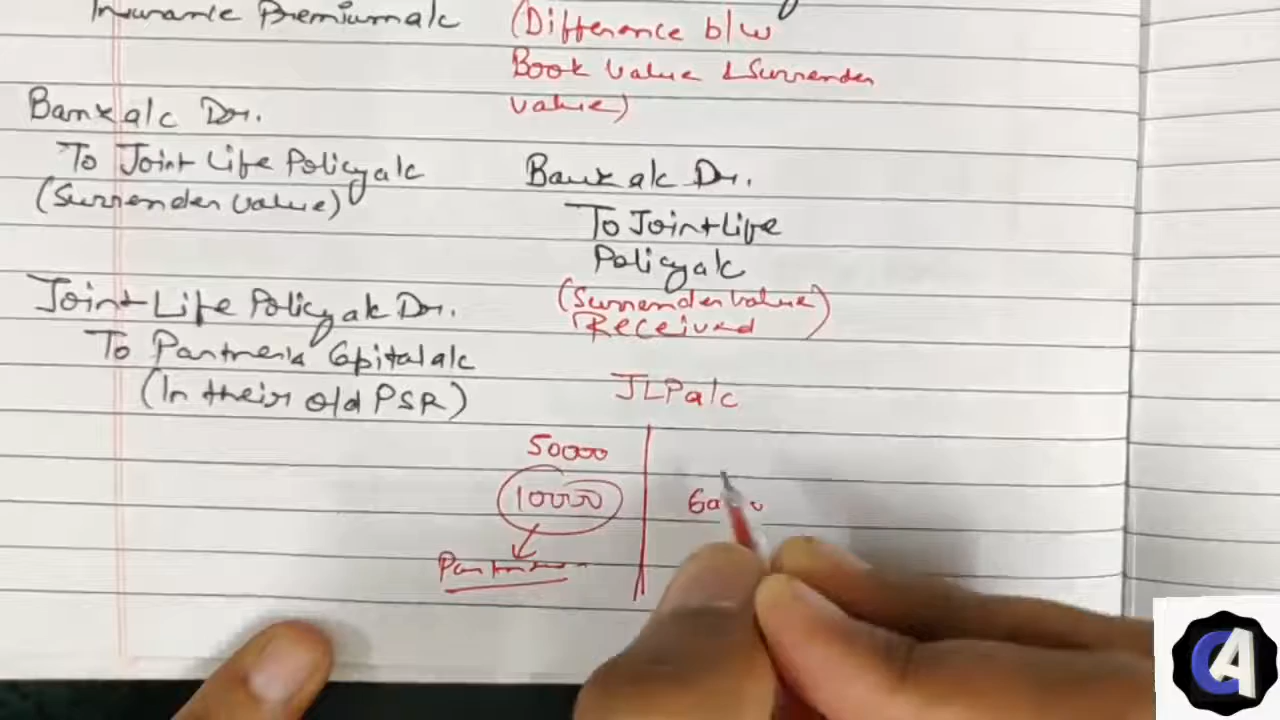 Insurance Premium a/c
(Difference b/w
Book Value & Surrender
Value)
Bank a/c Dr.
To Joint Life Policy a/c
(Surrender Value)
Bank a/c Dr.
To Joint Life
Policy a/c
(Surrender Value)
Received
Joint Life Policy a/c Dr.
To Partner's Capital a/c
(In their old PSR)
JLP a/c
50000
10000
CA